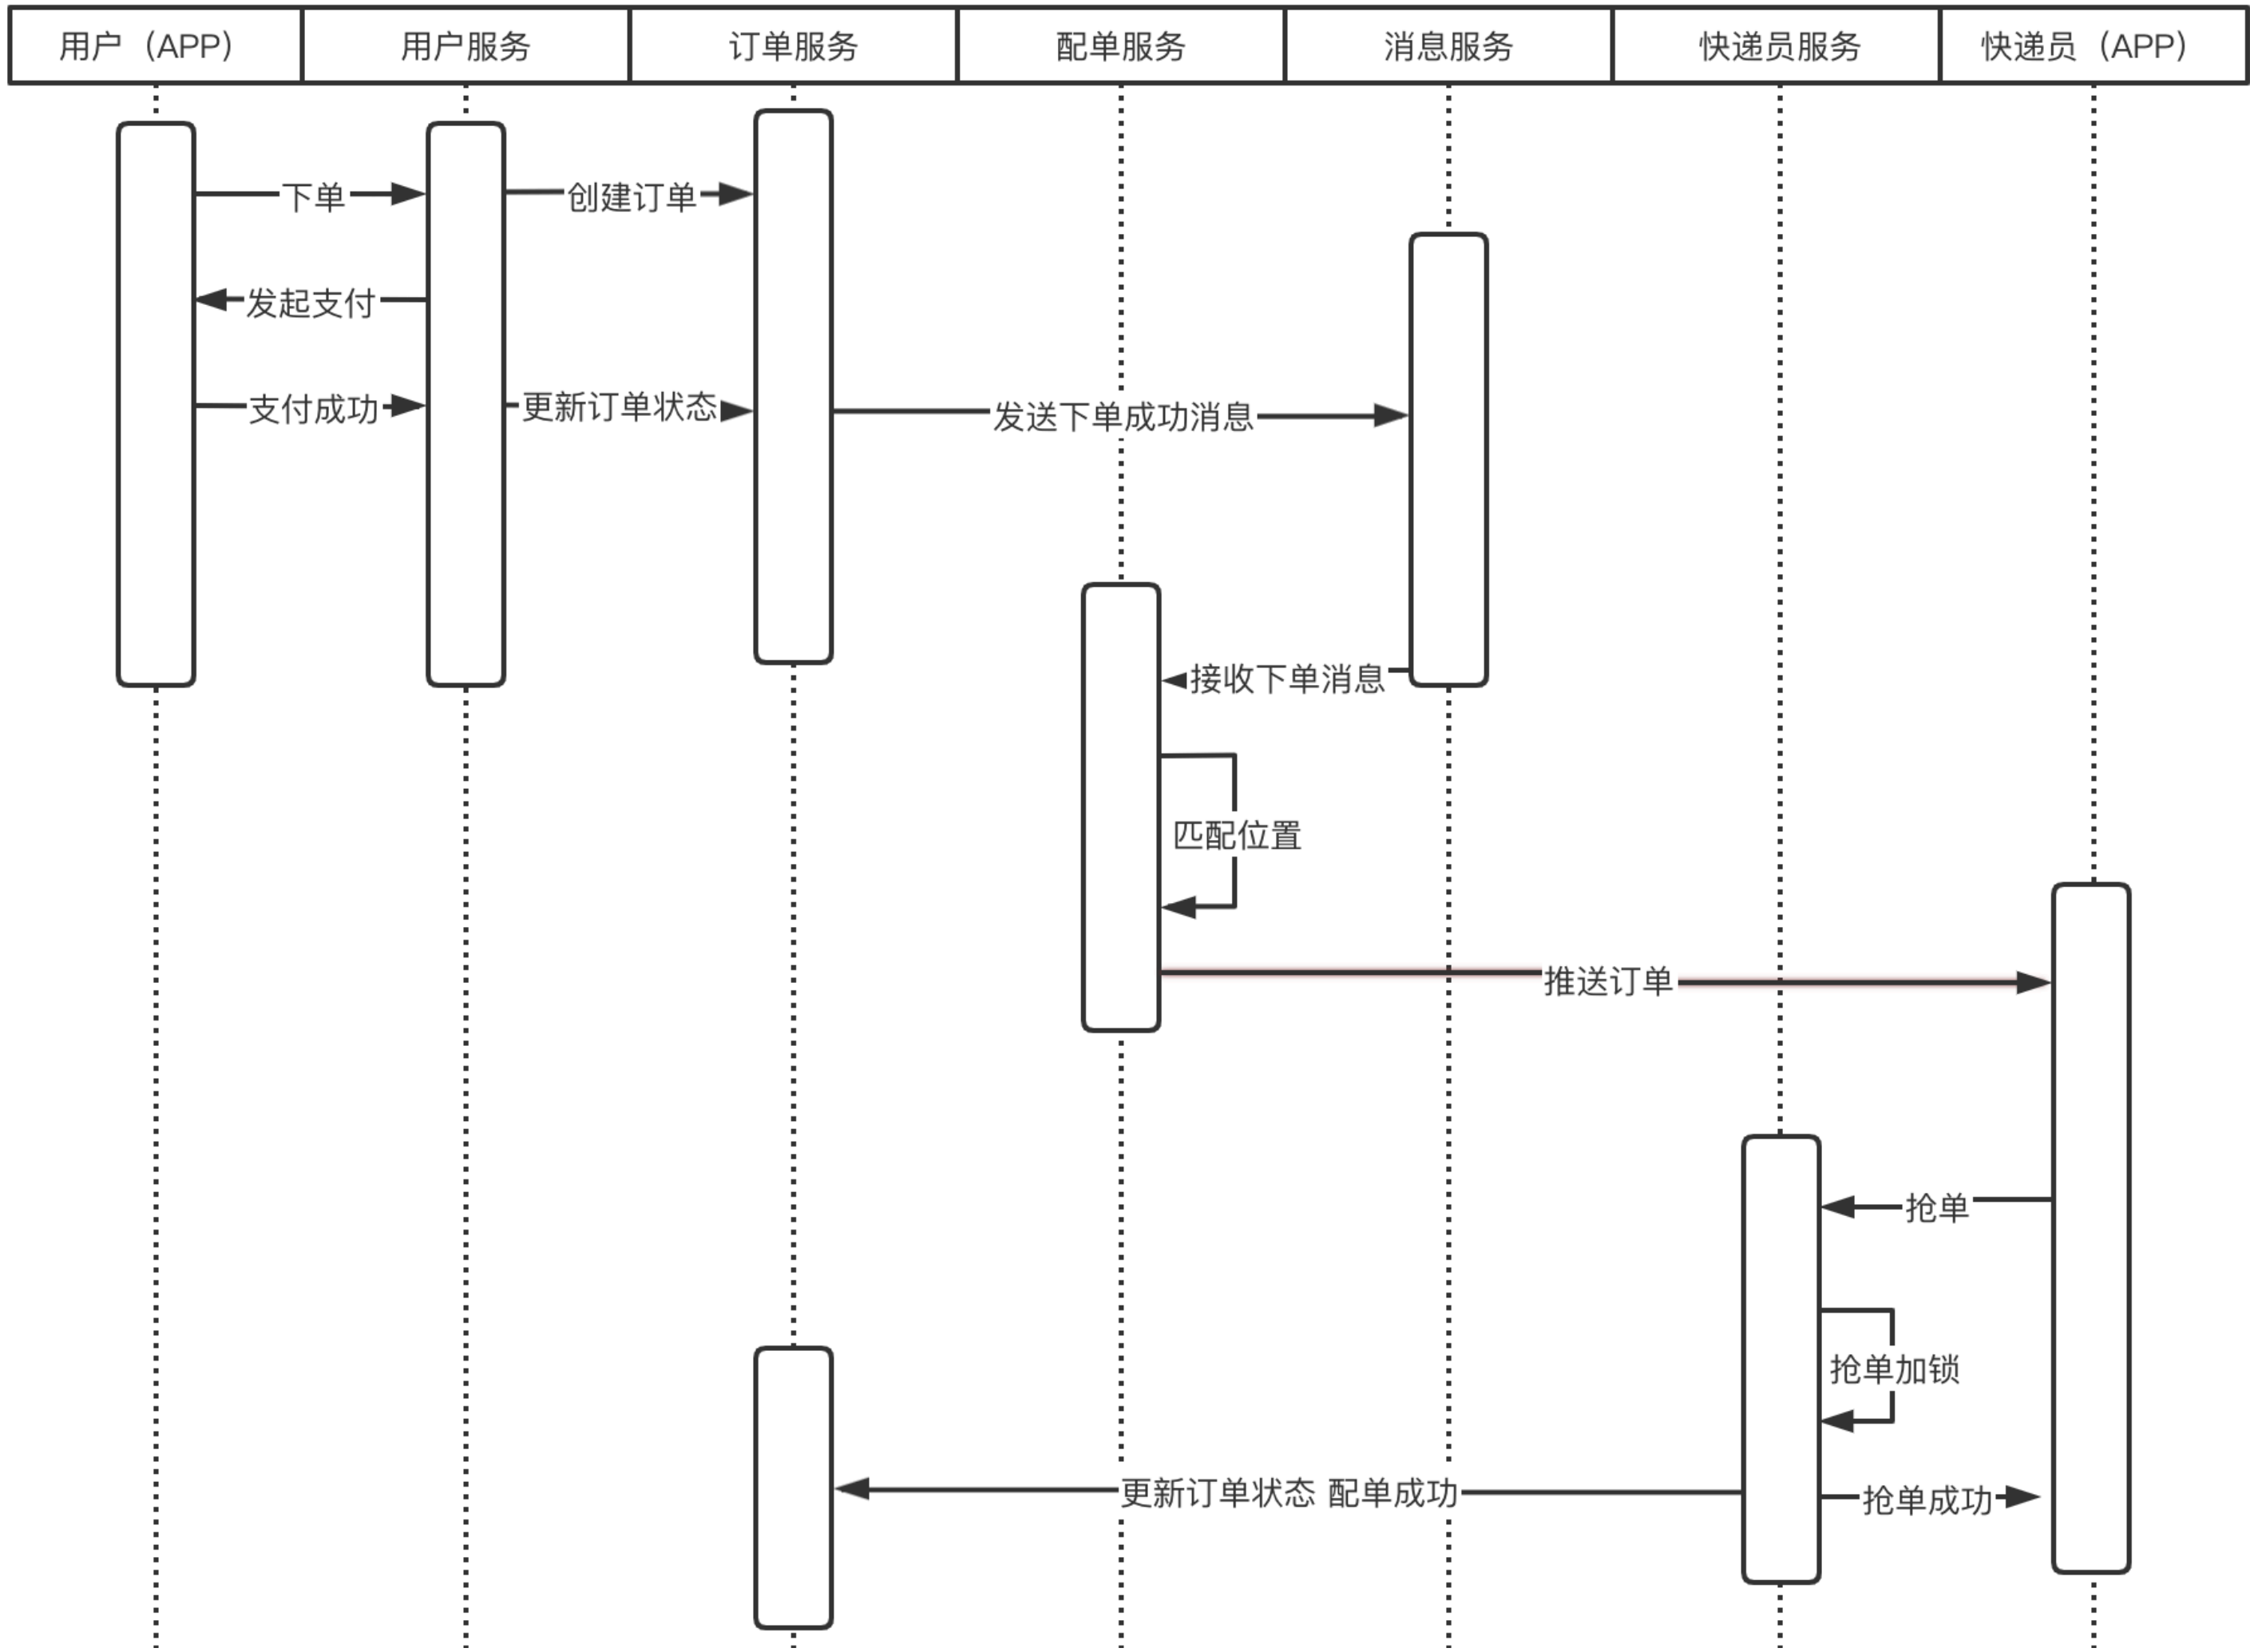 用户（APP）
用户服务
订单服务
配单服务
消息服务
快递员服务
快递员（APP）
下单
创建订单
发起支付
支付成功
更新订单状态
发送下单成功消息
接收下单消息
匹配位置
推送订单
抢单
抢单加锁
更新订单状态 配单成功
抢单成功